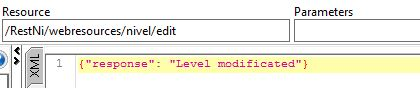 Resource Parameters
/RestNi/webresources/nivel/edit
XML
1 {"response": "Level modificated"}